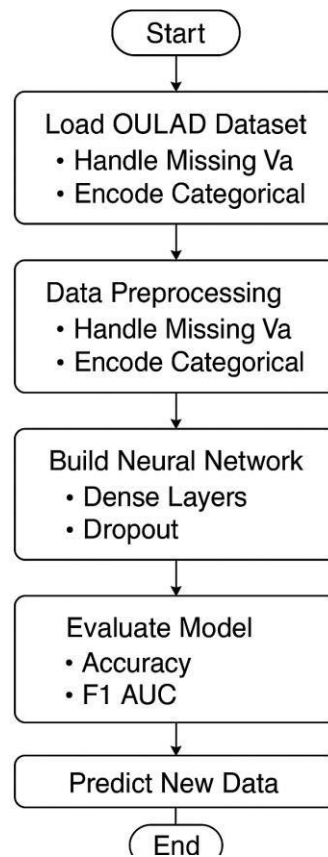 Start
Load OULAD Dataset
• Handle Missing Va
• Encode Categorical
Data Preprocessing
• Handle Missing Va
• Encode Categorical
Build Neural Network
• Dense Layers
• Dropout
Evaluate Model
• Accuracy
• F1 AUC
Predict New Data
End